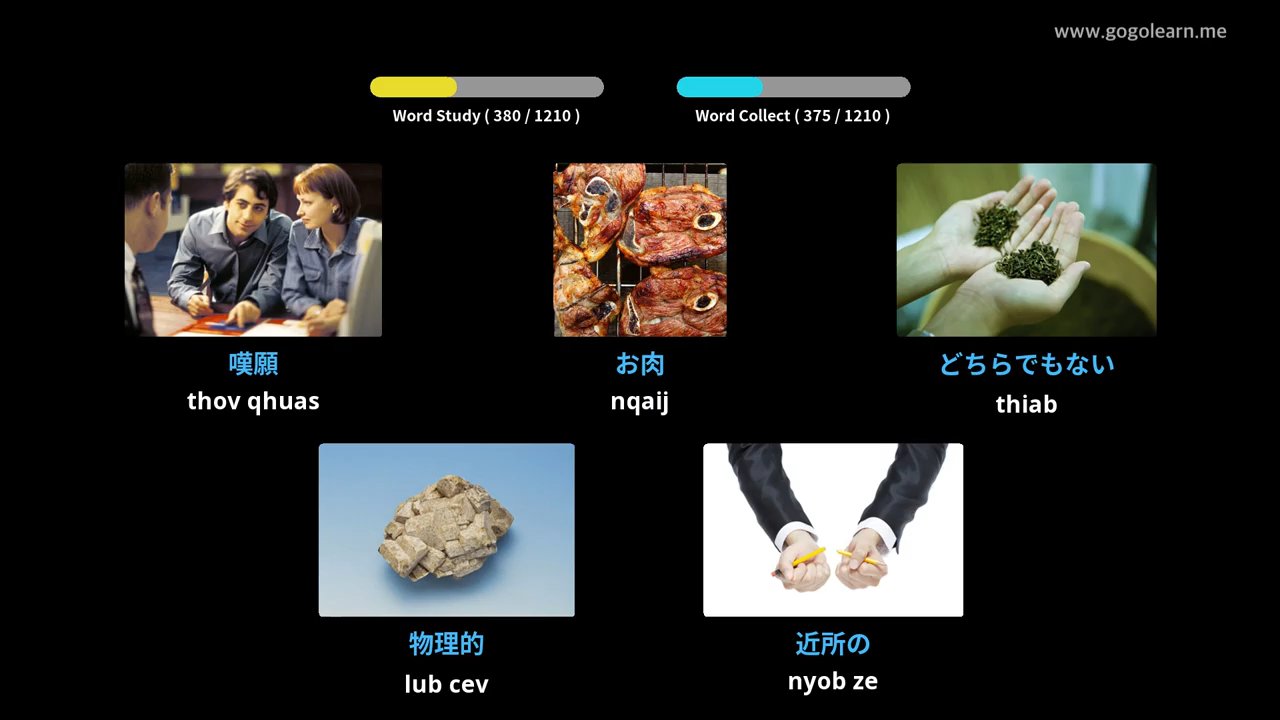 www.gogolearn.me
Word Study ( 380 / 1210 )
Word Collect ( 375 / 1210 )
嘆願
thov qhuas
お肉
nqaij
どちらでもない
thiab
物理的
lub cev
近所の
nyob ze